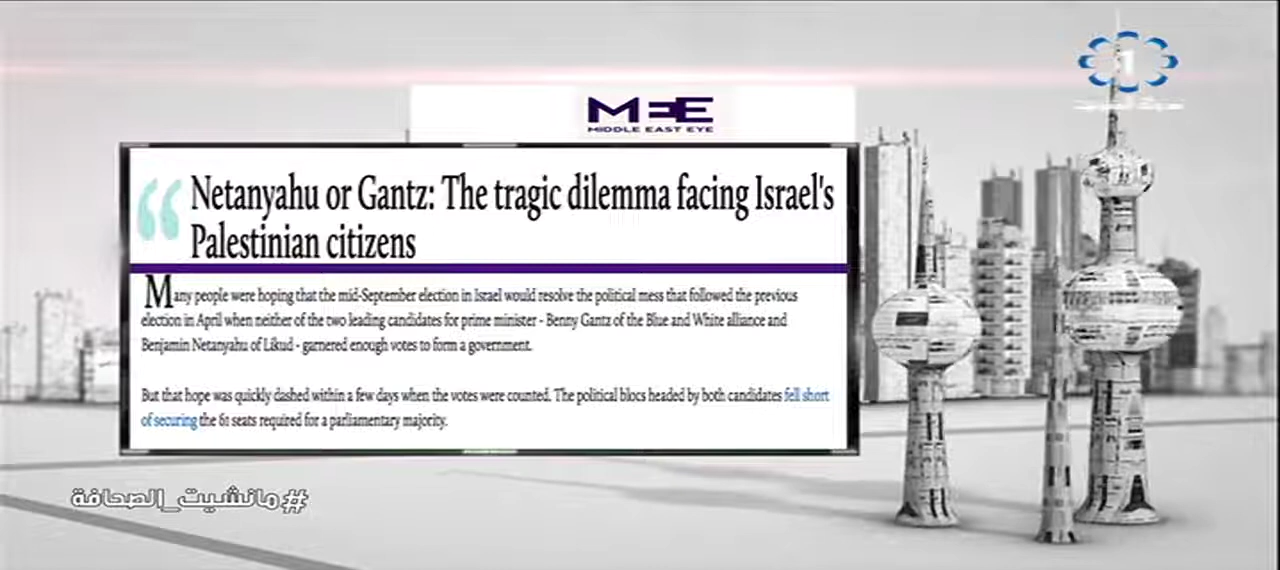 1
MEE
MIDDLE EAST EYE
“ Netanyahu or Gantz: The tragic dilemma facing Israel's
Palestinian citizens
Many people were hoping that the mid-September election in Israel would resolve the political mess that followed the previous
election in April when neither of the two leading candidates for prime minister - Benny Gantz of the Blue and White alliance and
Benjamin Netanyahu of Likud - garnered enough votes to form a government.
But that hope was quickly dashed within a few days when the votes were counted. The political blocs headed by both candidates fell short
of securing the 61 seats required for a parliamentary majority.
#مانشيت_الصحافة